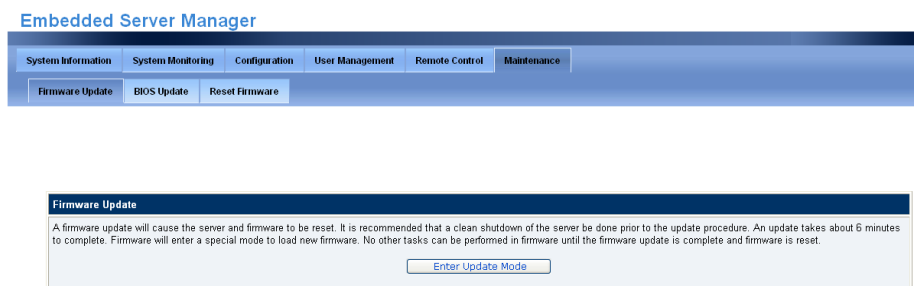 Embedded Server Manager
System Information System Monitoring Configuration User Management Remote Control Maintenance
Firmware Update BIOS Update Reset Firmware
Firmware Update
A firmware update will cause the server and firmware to be reset. It is recommended that a clean shutdown of the server be done prior to the update procedure. An update takes about 6 minutes
to complete. Firmware will enter a special mode to load new firmware. No other tasks can be performed in firmware until the firmware update is complete and firmware is reset.
Enter Update Mode